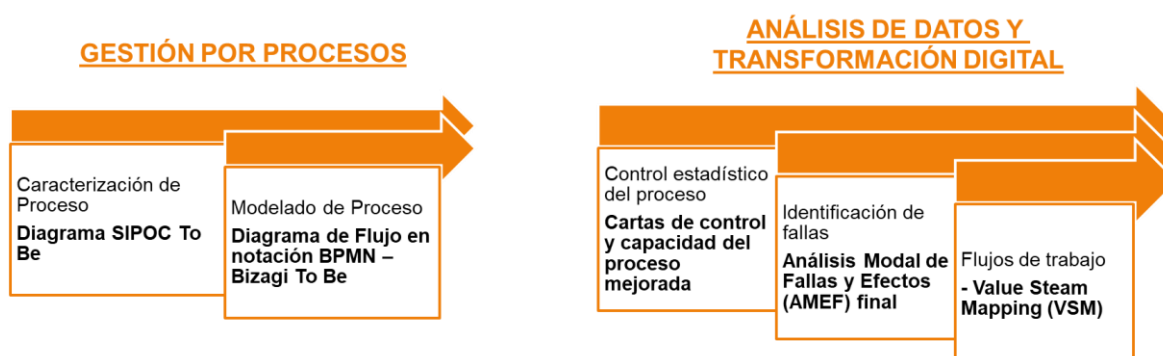 GESTIÓN POR PROCESOS
Caracterización de
Proceso
Diagrama SIPOC To
Be
Modelado de Proceso
Diagrama de Flujo en
notación BPMN –
Bizagi To Be
ANÁLISIS DE DATOS Y
TRANSFORMACIÓN DIGITAL
Control estadístico
del proceso
Cartas de control
y capacidad del
proceso
mejorada
Identificación de
fallas
Análisis Modal de
Fallas y Efectos
(AMEF) final
Flujos de trabajo
- Value Steam
Mapping (VSM)